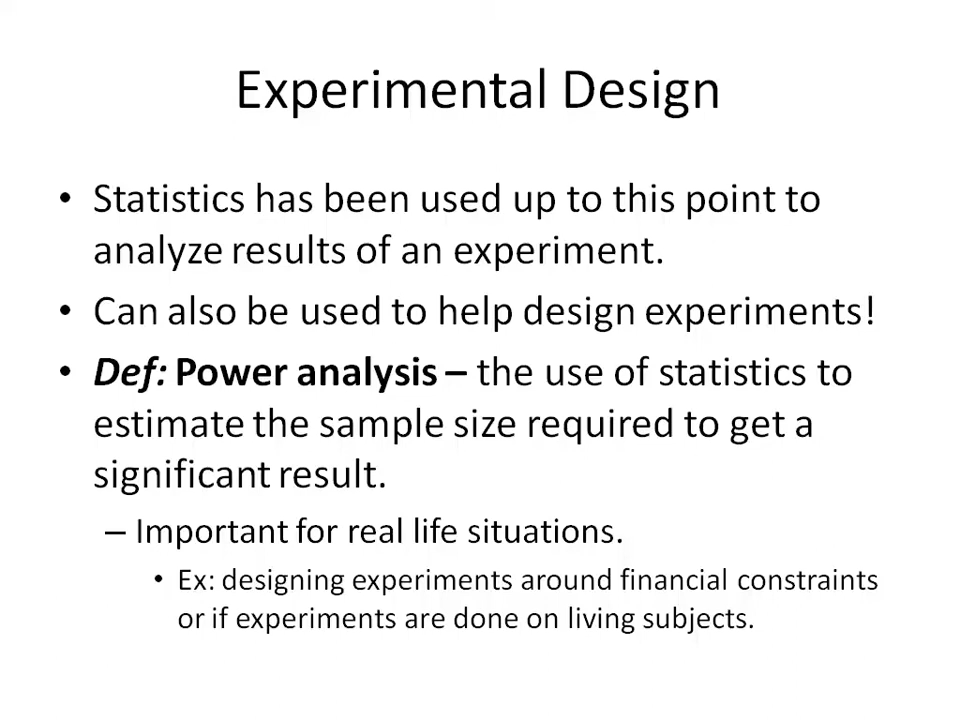 Experimental Design
• Statistics has been used up to this point to
analyze results of an experiment.
• Can also be used to help design experiments!
• Def: Power analysis – the use of statistics to
estimate the sample size required to get a
significant result.
– Important for real life situations.
• Ex: designing experiments around financial constraints
or if experiments are done on living subjects.